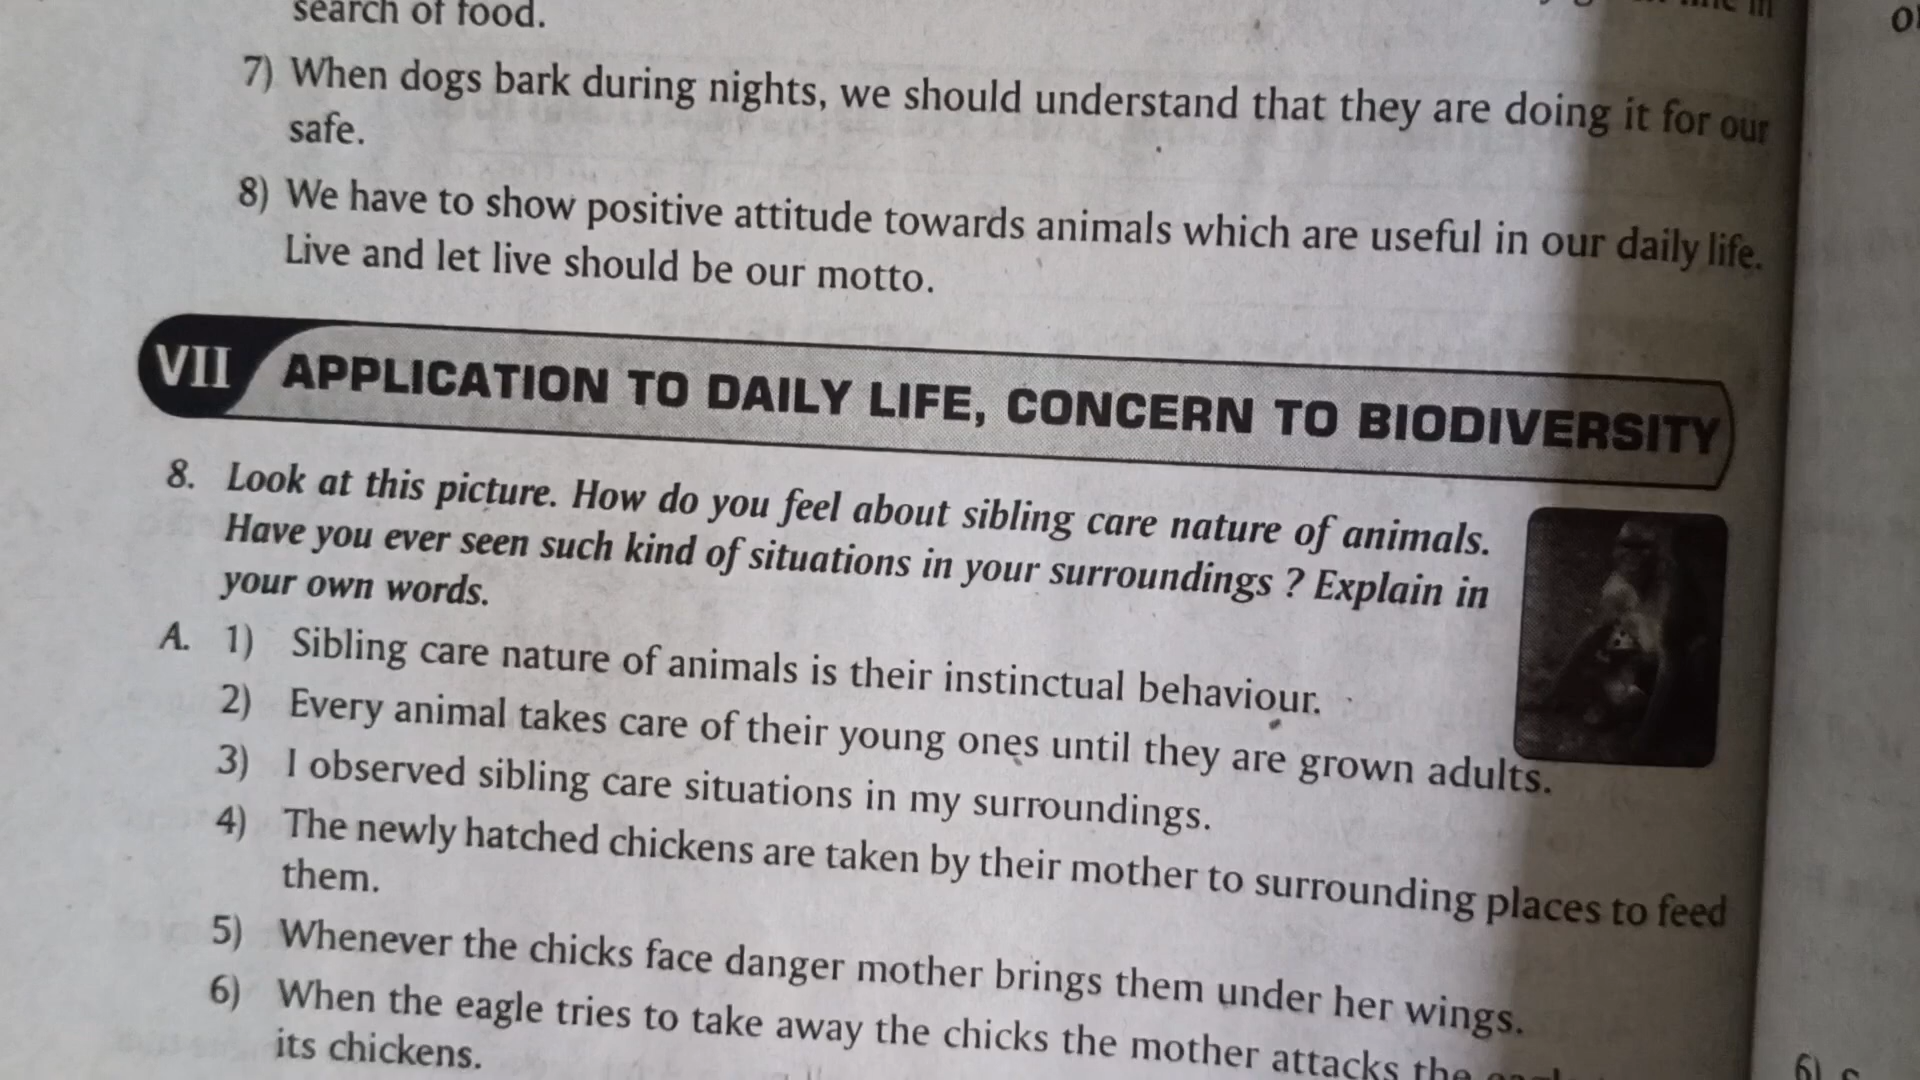 search of food.
7) When dogs bark during nights, we should understand that they are doing it for our
safe.
8) We have to show positive attitude towards animals which are useful in our daily life.
Live and let live should be our motto.
VII APPLICATION TO DAILY LIFE, CONCERN TO BIODIVERSITY
8. Look at this picture. How do you feel about sibling care nature of animals.
Have you ever seen such kind of situations in your surroundings ? Explain in
your own words.
A. 1) Sibling care nature of animals is their instinctual behaviour.
2) Every animal takes care of their young ones until they are grown adults.
3) I observed sibling care situations in my surroundings.
4) The newly hatched chickens are taken by their mother to surrounding places to feed
them.
5) Whenever the chicks face danger mother brings them under her wings.
6) When the eagle tries to take away the chicks the mother attacks the
its chickens.
6)